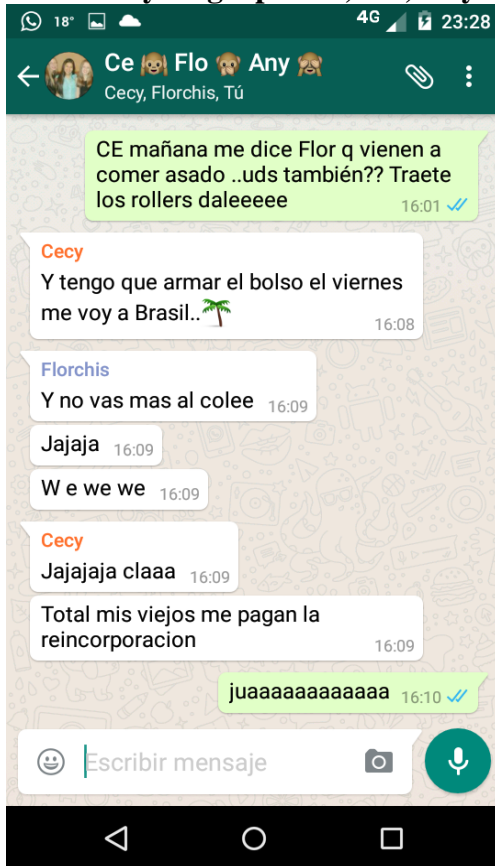 18° 4G 23:28
Ce Flo Any
Cecy, Florchis, Tú
CE mañana me dice Flor q vienen a
comer asado ..uds también?? Traete
los rollers daleeeee 16:01
Cecy
Y tengo que armar el bolso el viernes
me voy a Brasil.. 16:08
Florchis
Y no vas mas al colee 16:09
Jajaja 16:09
W e we we 16:09
Cecy
Jajajaja claaa 16:09
Total mis viejos me pagan la
reincorporacion 16:09
juaaaaaaaaaaaa 16:10
Escribir mensaje